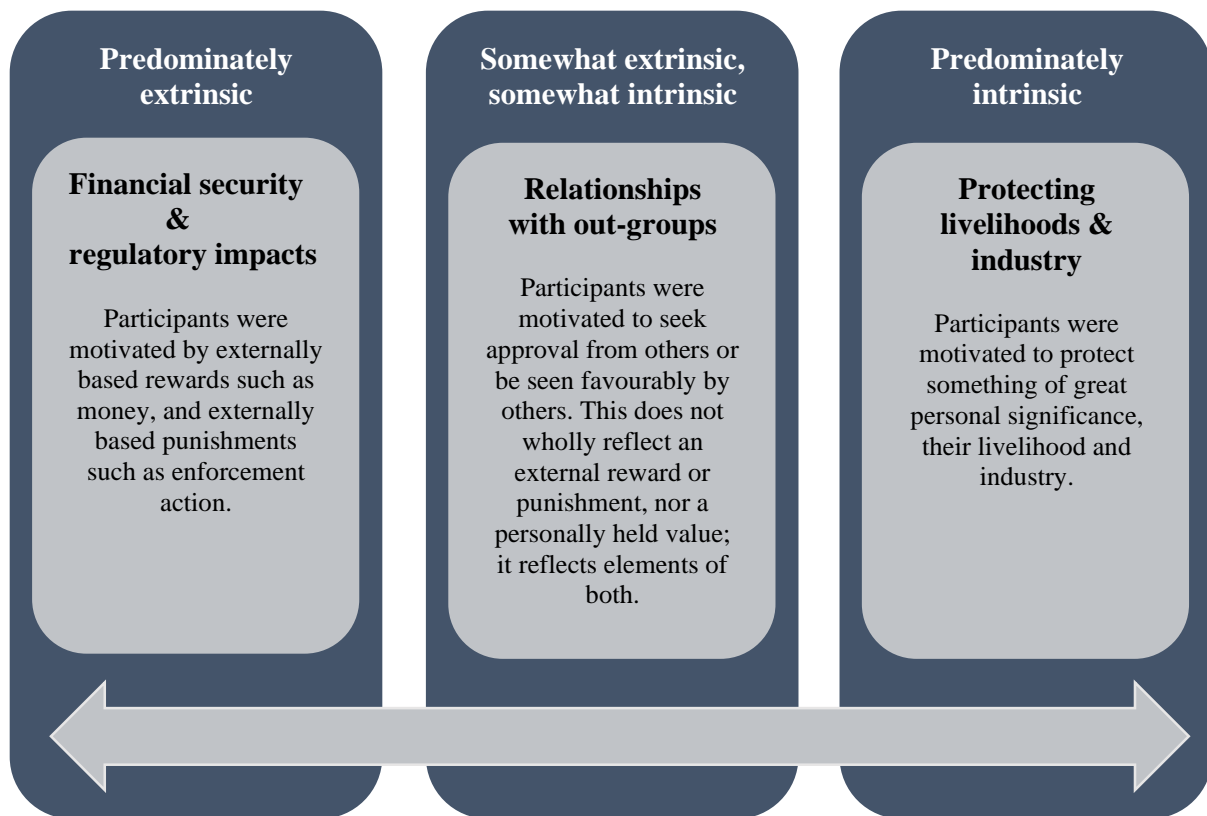 Predominately
extrinsic
Financial security
&
regulatory impacts
Participants were
motivated by externally
based rewards such as
money, and externally
based punishments
such as enforcement
action.
Somewhat extrinsic,
somewhat intrinsic
Relationships
with out-groups
Participants were
motivated to seek
approval from others or
be seen favourably by
others. This does not
wholly reflect an
external reward or
punishment, nor a
personally held value;
it reflects elements of
both.
Predominately
intrinsic
Protecting
livelihoods &
industry
Participants were
motivated to protect
something of great
personal significance,
their livelihood and
industry.